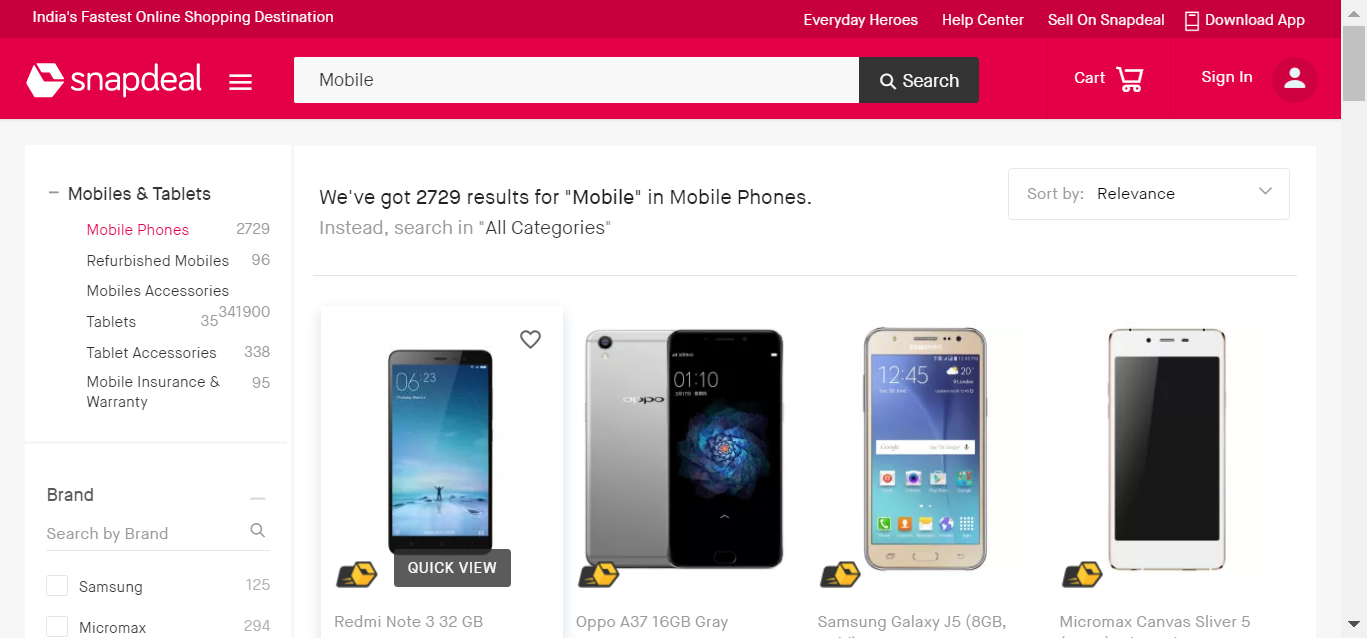 India's Fastest Online Shopping Destination
Everyday Heroes
Help Center
Sell On Snapdeal
Download App
snapdeal
Mobile
Search
Cart
Sign In
Mobiles & Tablets
Mobile Phones 2729
Refurbished Mobiles 96
Mobiles Accessories
341900
Tablets 35
Tablet Accessories 338
Mobile Insurance & 95
Warranty
Brand
Search by Brand
Samsung 125
Micromax 294
We've got 2729 results for "Mobile" in Mobile Phones.
Instead, search in "All Categories"
Sort by: Relevance
06:23
QUICK VIEW
Redmi Note 3 32 GB
oppo
01:10
Oppo A37 16GB Gray
SAMSUNG
12:45
20°
Google
Samsung Galaxy J5 (8GB,
Micromax Canvas Sliver 5